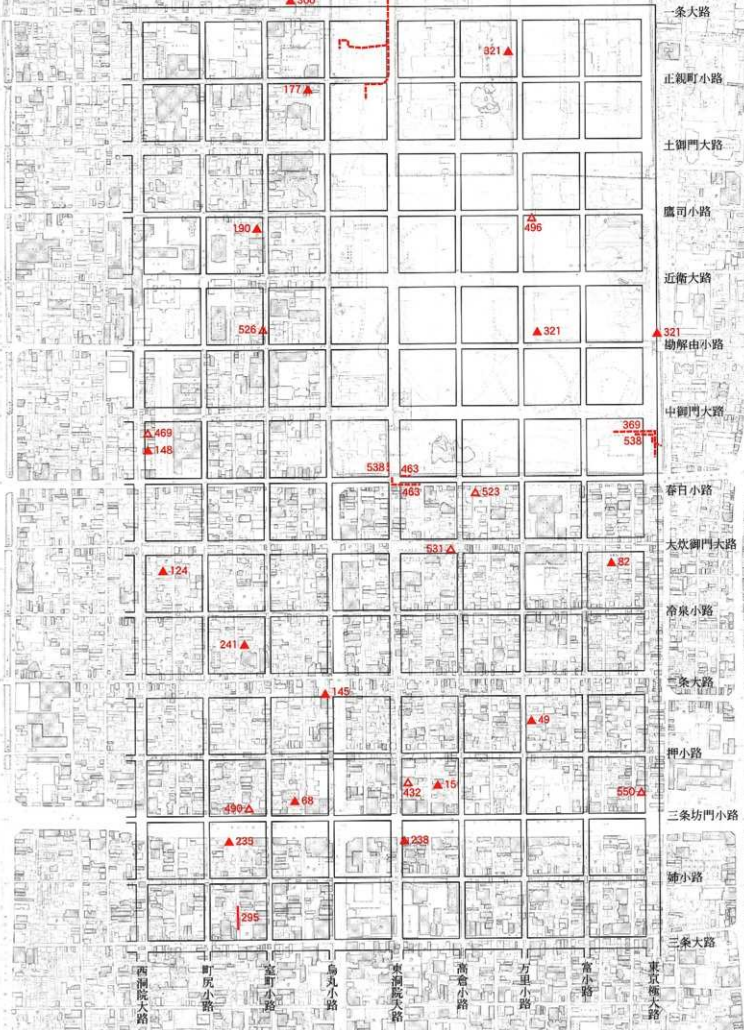 300
一条大路
321
正親町小路
177
土御門大路
鷹司小路
190
496
近衛大路
526
321
321
勘解由小路
中御門大路
469
369
538
148
538
463
463
523
春日小路
531
大炊御門大路
124
82
冷泉小路
241
二条大路
145
49
押小路
432
15
550
490
68
三条坊門小路
235
238
姉小路
295
三条大路
西洞院大路
町尻小路
室町小路
烏丸小路
東洞院大路
高倉小路
万里小路
富小路
東京極大路